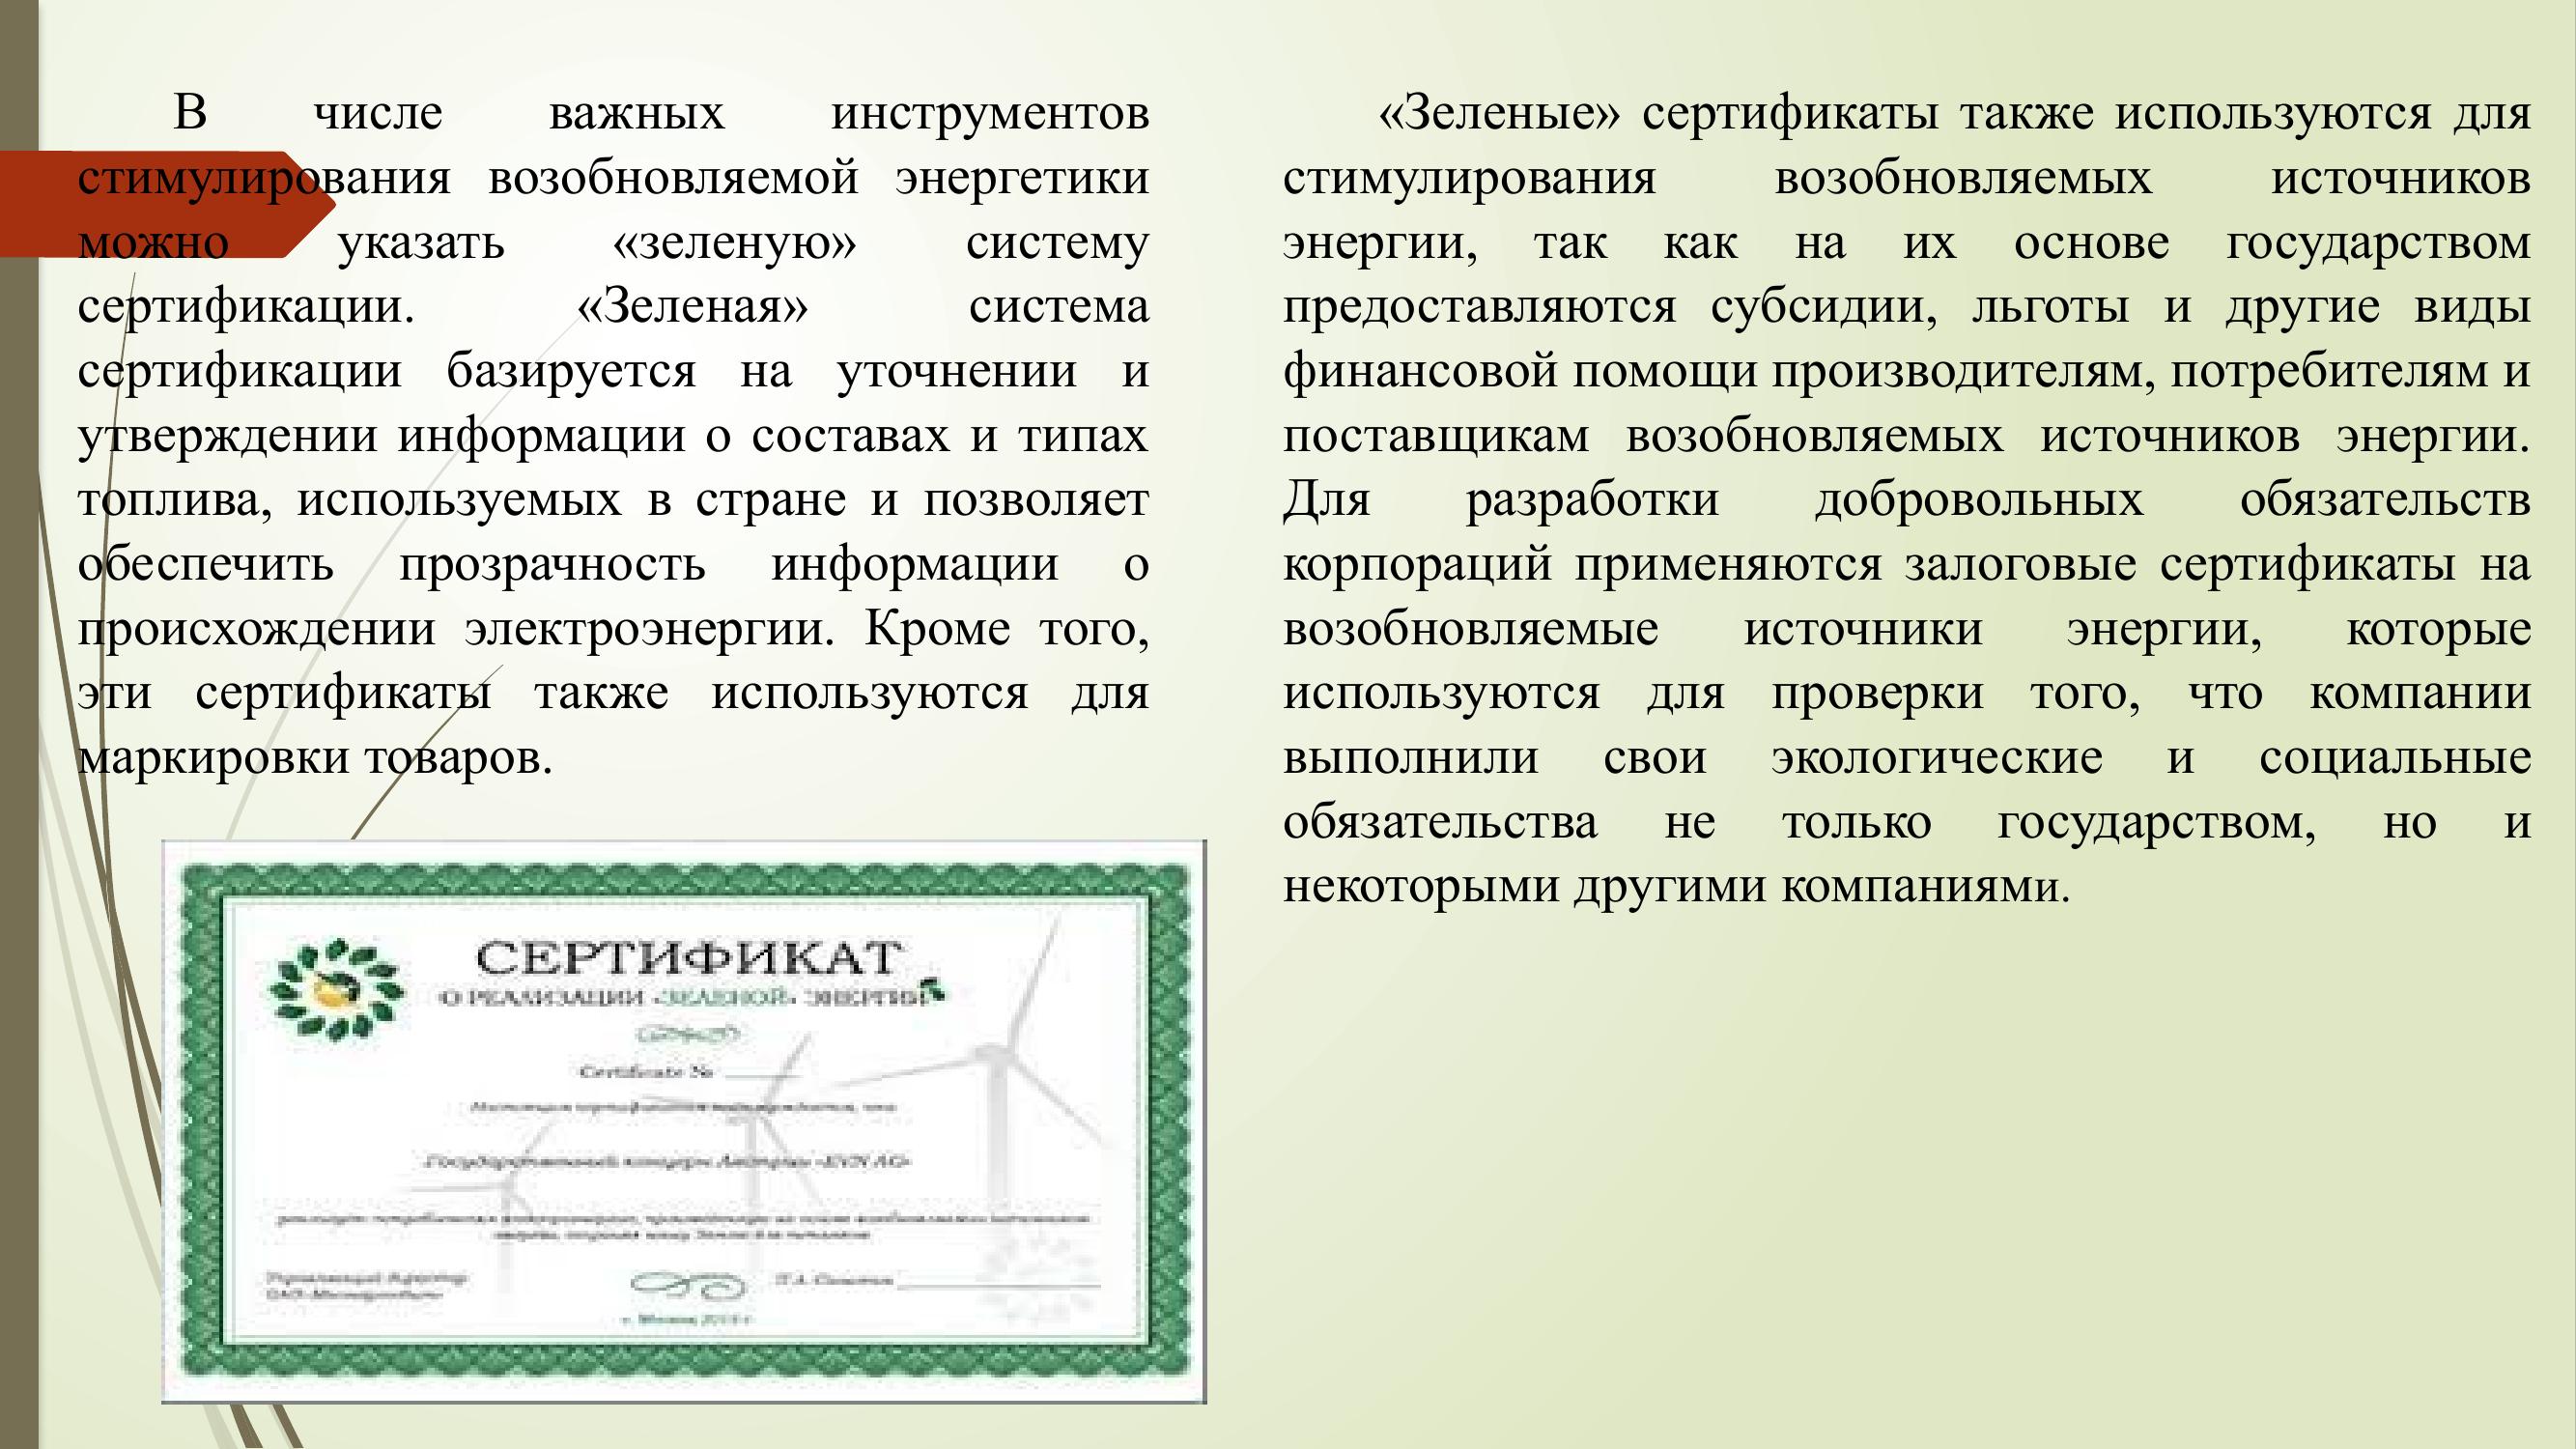 В числе важных инструментов
стимулирования возобновляемой энергетики
можно указать «зеленую» систему
сертификации. «Зеленая» система
сертификации базируется на уточнении и
утверждении информации о составах и типах
топлива, используемых в стране и позволяет
обеспечить прозрачность информации о
происхождении электроэнергии. Кроме того,
эти сертификаты также используются для
маркировки товаров.
«Зеленые» сертификаты также используются для
стимулирования возобновляемых источников
энергии, так как на их основе государством
предоставляются субсидии, льготы и другие виды
финансовой помощи производителям, потребителям и
поставщикам возобновляемых источников энергии.
Для разработки добровольных обязательств
корпораций применяются залоговые сертификаты на
возобновляемые источники энергии, которые
используются для проверки того, что компании
выполнили свои экологические и социальные
обязательства не только государством, но и
некоторыми другими компаниями.
СЕРТИФИКАТ
О РЕАЛИЗАЦИИ «ЗЕЛЕНОЙ» ЭНЕРГИИ
Certificate №
Государственный концерн Австрии «EVN AG»